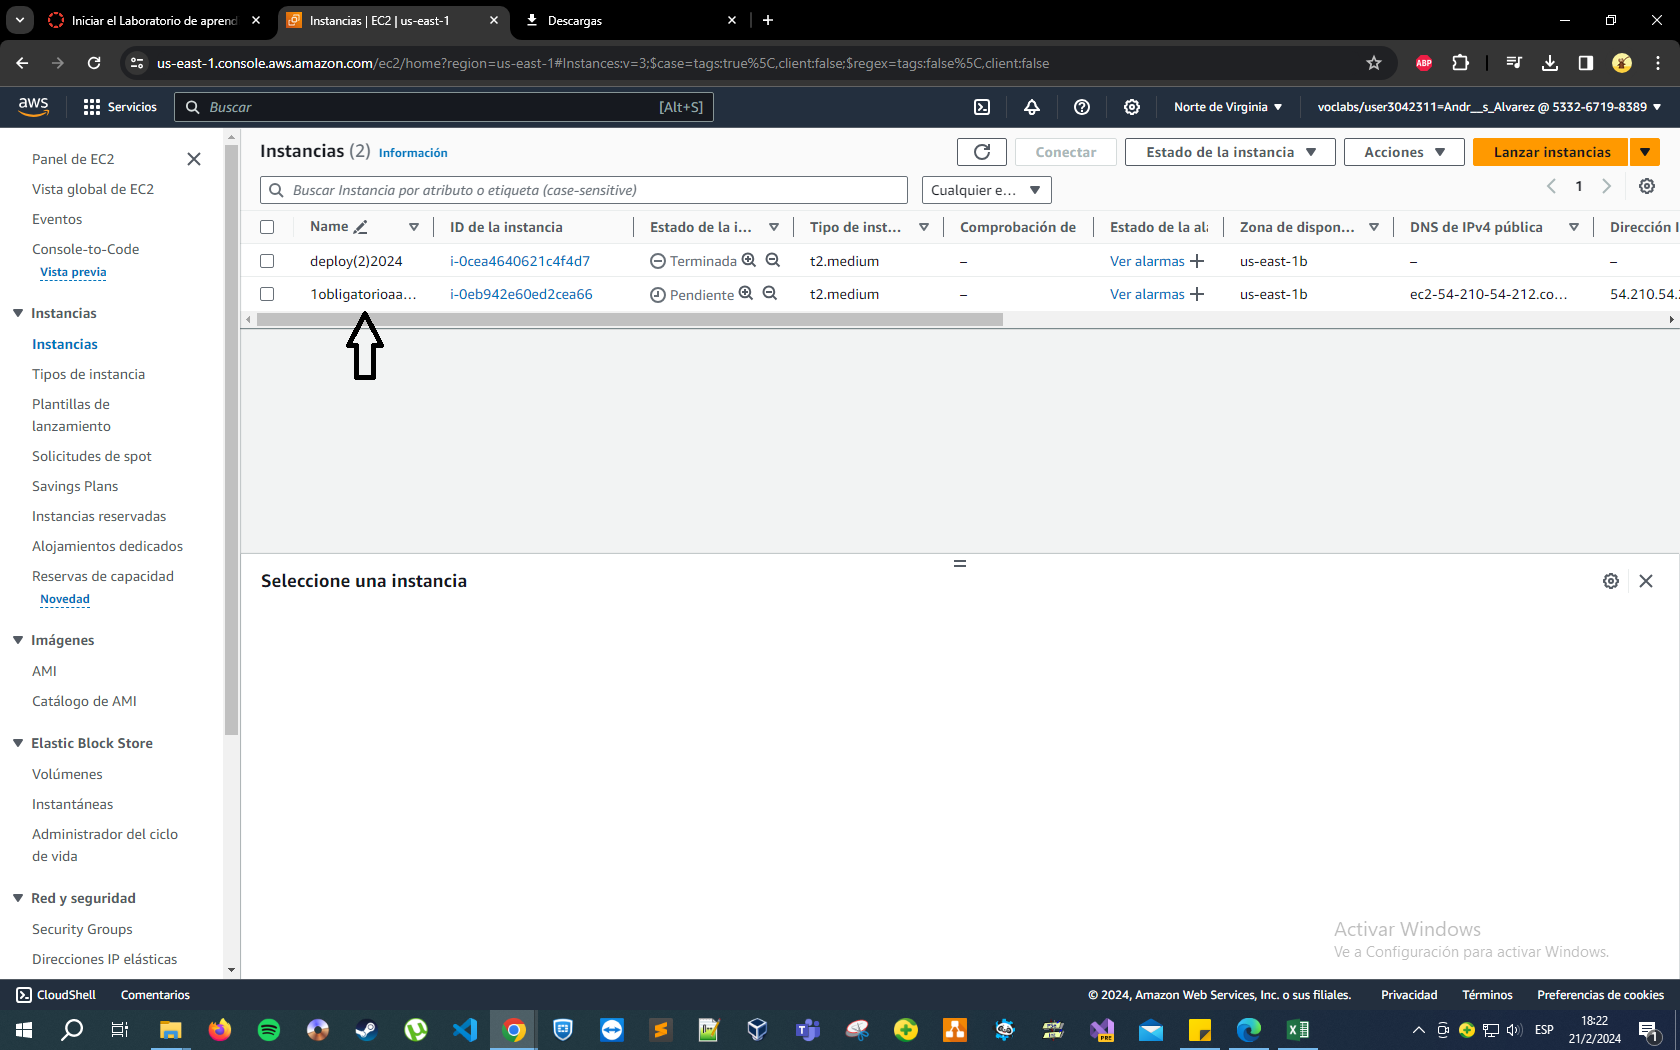 Iniciar el Laboratorio de aprend
Instancias | EC2 | us-east-1
Descargas
us-east-1.console.aws.amazon.com/ec2/home?region=us-east-1#Instances:v=3;$case=tags:true%5C,client:false;$regex=tags:false%5C,client:false
ABP
aws
Servicios
Buscar
[Alt+S]
Norte de Virginia
voclabs/user3042311=Andr__s_Alvarez @ 5332-6719-8389
Panel de EC2
Vista global de EC2
Eventos
Console-to-Code
Vista previa
Instancias
Instancias
Tipos de instancia
Plantillas de
lanzamiento
Solicitudes de spot
Savings Plans
Instancias reservadas
Alojamientos dedicados
Reservas de capacidad
Novedad
Imágenes
AMI
Catálogo de AMI
Elastic Block Store
Volúmenes
Instantáneas
Administrador del ciclo
de vida
Red y seguridad
Security Groups
Direcciones IP elásticas
Instancias (2) Información
Conectar
Estado de la instancia
Acciones
Lanzar instancias
Buscar Instancia por atributo o etiqueta (case-sensitive)
Cualquier e...
1
Name ID de la instancia Estado de la i... Tipo de inst... Comprobación de Estado de la ala Zona de dispon... DNS de IPv4 pública Dirección I
deploy(2)2024 i-0cea4640621c4f4d7 Terminada t2.medium – Ver alarmas + us-east-1b – –
1obligatorioaa... i-0eb942e60ed2cea66 Pendiente t2.medium – Ver alarmas + us-east-1b ec2-54-210-54-212.co... 54.210.54.
Seleccione una instancia
Activar Windows
Ve a Configuración para activar Windows.
CloudShell
Comentarios
© 2024, Amazon Web Services, Inc. o sus filiales.
Privacidad
Términos
Preferencias de cookies
PRE
ESP
18:22
21/2/2024
1